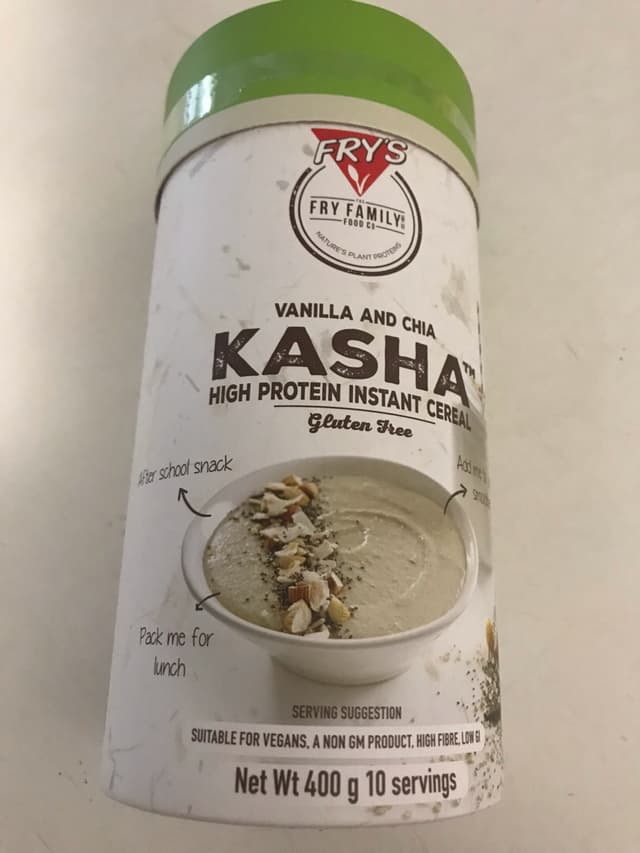 FRY'S
THE
FRY FAMILY
FOOD CO
NATURE'S PLANT PROTEINS
VANILLA AND CHIA
KASHA™
HIGH PROTEIN INSTANT CEREAL
Gluten Free
After school snack
Add me
Pack me for
lunch
SERVING SUGGESTION
SUITABLE FOR VEGANS, A NON GM PRODUCT, HIGH FIBRE, LOW GI
Net Wt 400 g 10 servings